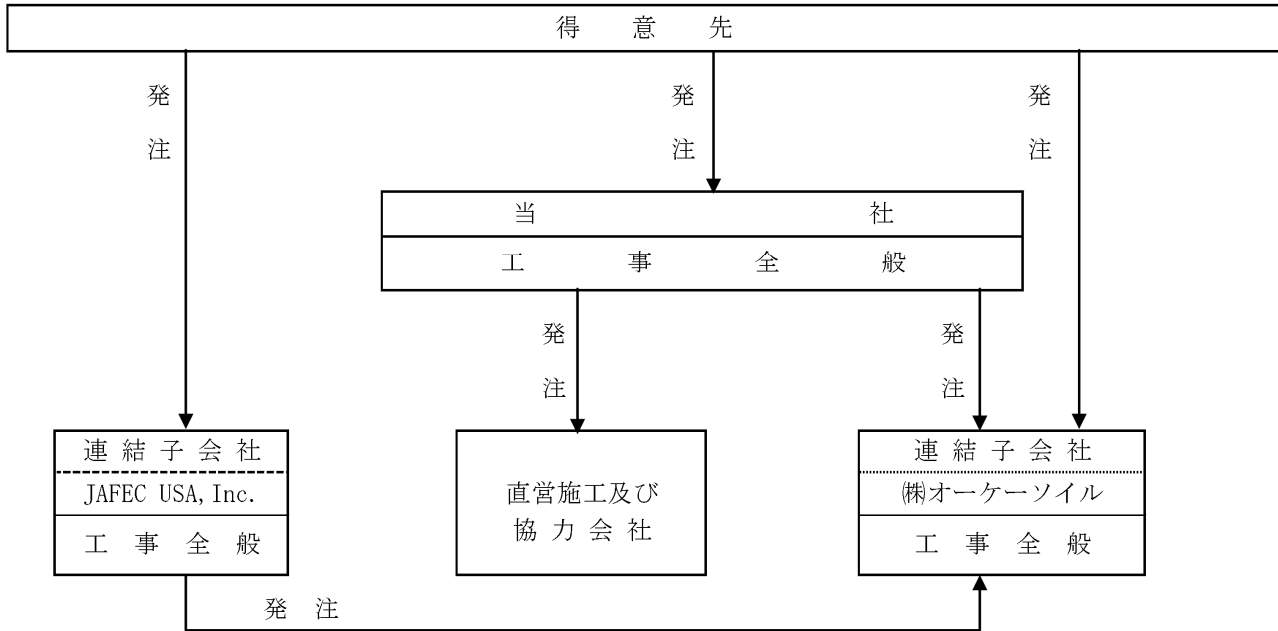 得意先
発注
発注
発注
当社
工事全般
発注
発注
連結子会社
JAFEC USA, Inc.
工事全般
直営施工及び
協力会社
連結子会社
㈱オーケーソイル
工事全般
発注